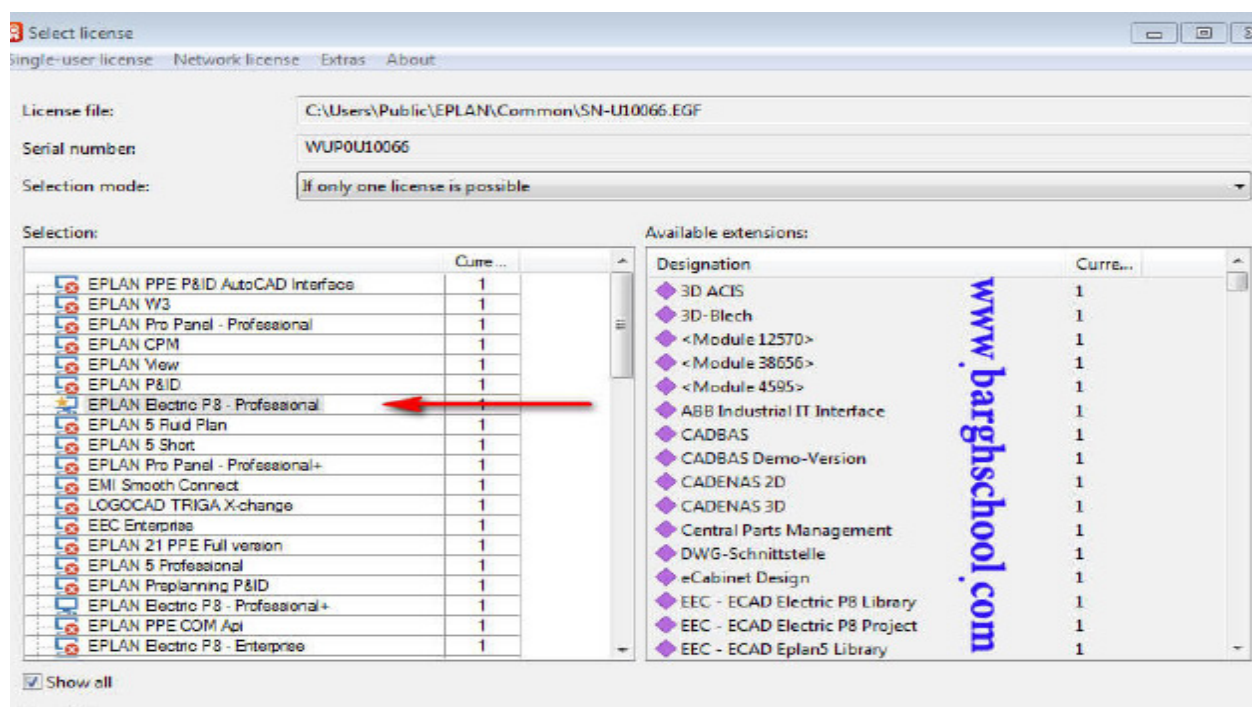 Select license
Single-user license Network license Extras About
License file: C:\Users\Public\EPLAN\Common\SN-U10066.EGF
Serial number: WUP0U10066
Selection mode: If only one license is possible
Selection:
Curre...
EPLAN PPE P&ID AutoCAD Interface 1
EPLAN W3 1
EPLAN Pro Panel - Professional 1
EPLAN CPM 1
EPLAN View 1
EPLAN P&ID 1
EPLAN Electric P8 - Professional 1
EPLAN 5 Fluid Plan 1
EPLAN 5 Short 1
EPLAN Pro Panel - Professional+ 1
EMI Smooth Connect 1
LOGOCAD TRIGA X-change 1
EEC Enterprise 1
EPLAN 21 PPE Full version 1
EPLAN 5 Professional 1
EPLAN Preplanning P&ID 1
EPLAN Electric P8 - Professional+ 1
EPLAN PPE COM Api 1
EPLAN Electric P8 - Enterprise 1
Show all
Available extensions:
Designation Curre...
3D ACIS 1
3D-Blech 1
<Module 12570> 1
<Module 38656> 1
<Module 4595> 1
ABB Industrial IT Interface 1
CADBAS 1
CADBAS Demo-Version 1
CADENAS 2D 1
CADENAS 3D 1
Central Parts Management 1
DWG-Schnittstelle 1
eCabinet Design 1
EEC - ECAD Electric P8 Library 1
EEC - ECAD Electric P8 Project 1
EEC - ECAD Eplan5 Library 1
www.barghschool.com